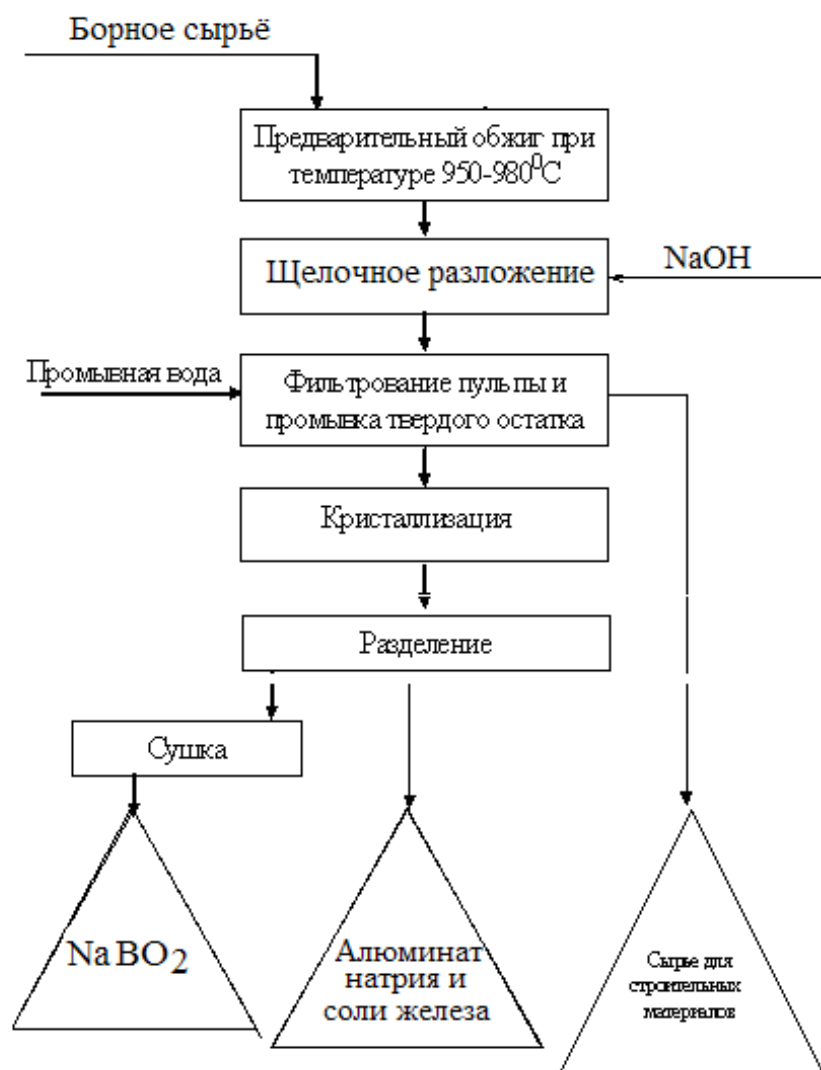 Борное сырьё
Предварительный обжиг при
температуре 950-980⁰C
Щелочное разложение
NaOH
Промывная вода
Фильтрование пульпы и
промывка твердого остатка
Кристаллизация
Разделение
Сушка
NaBO₂
Алюминат
натрия и
соли железа
Сырье для
строительных
материалов